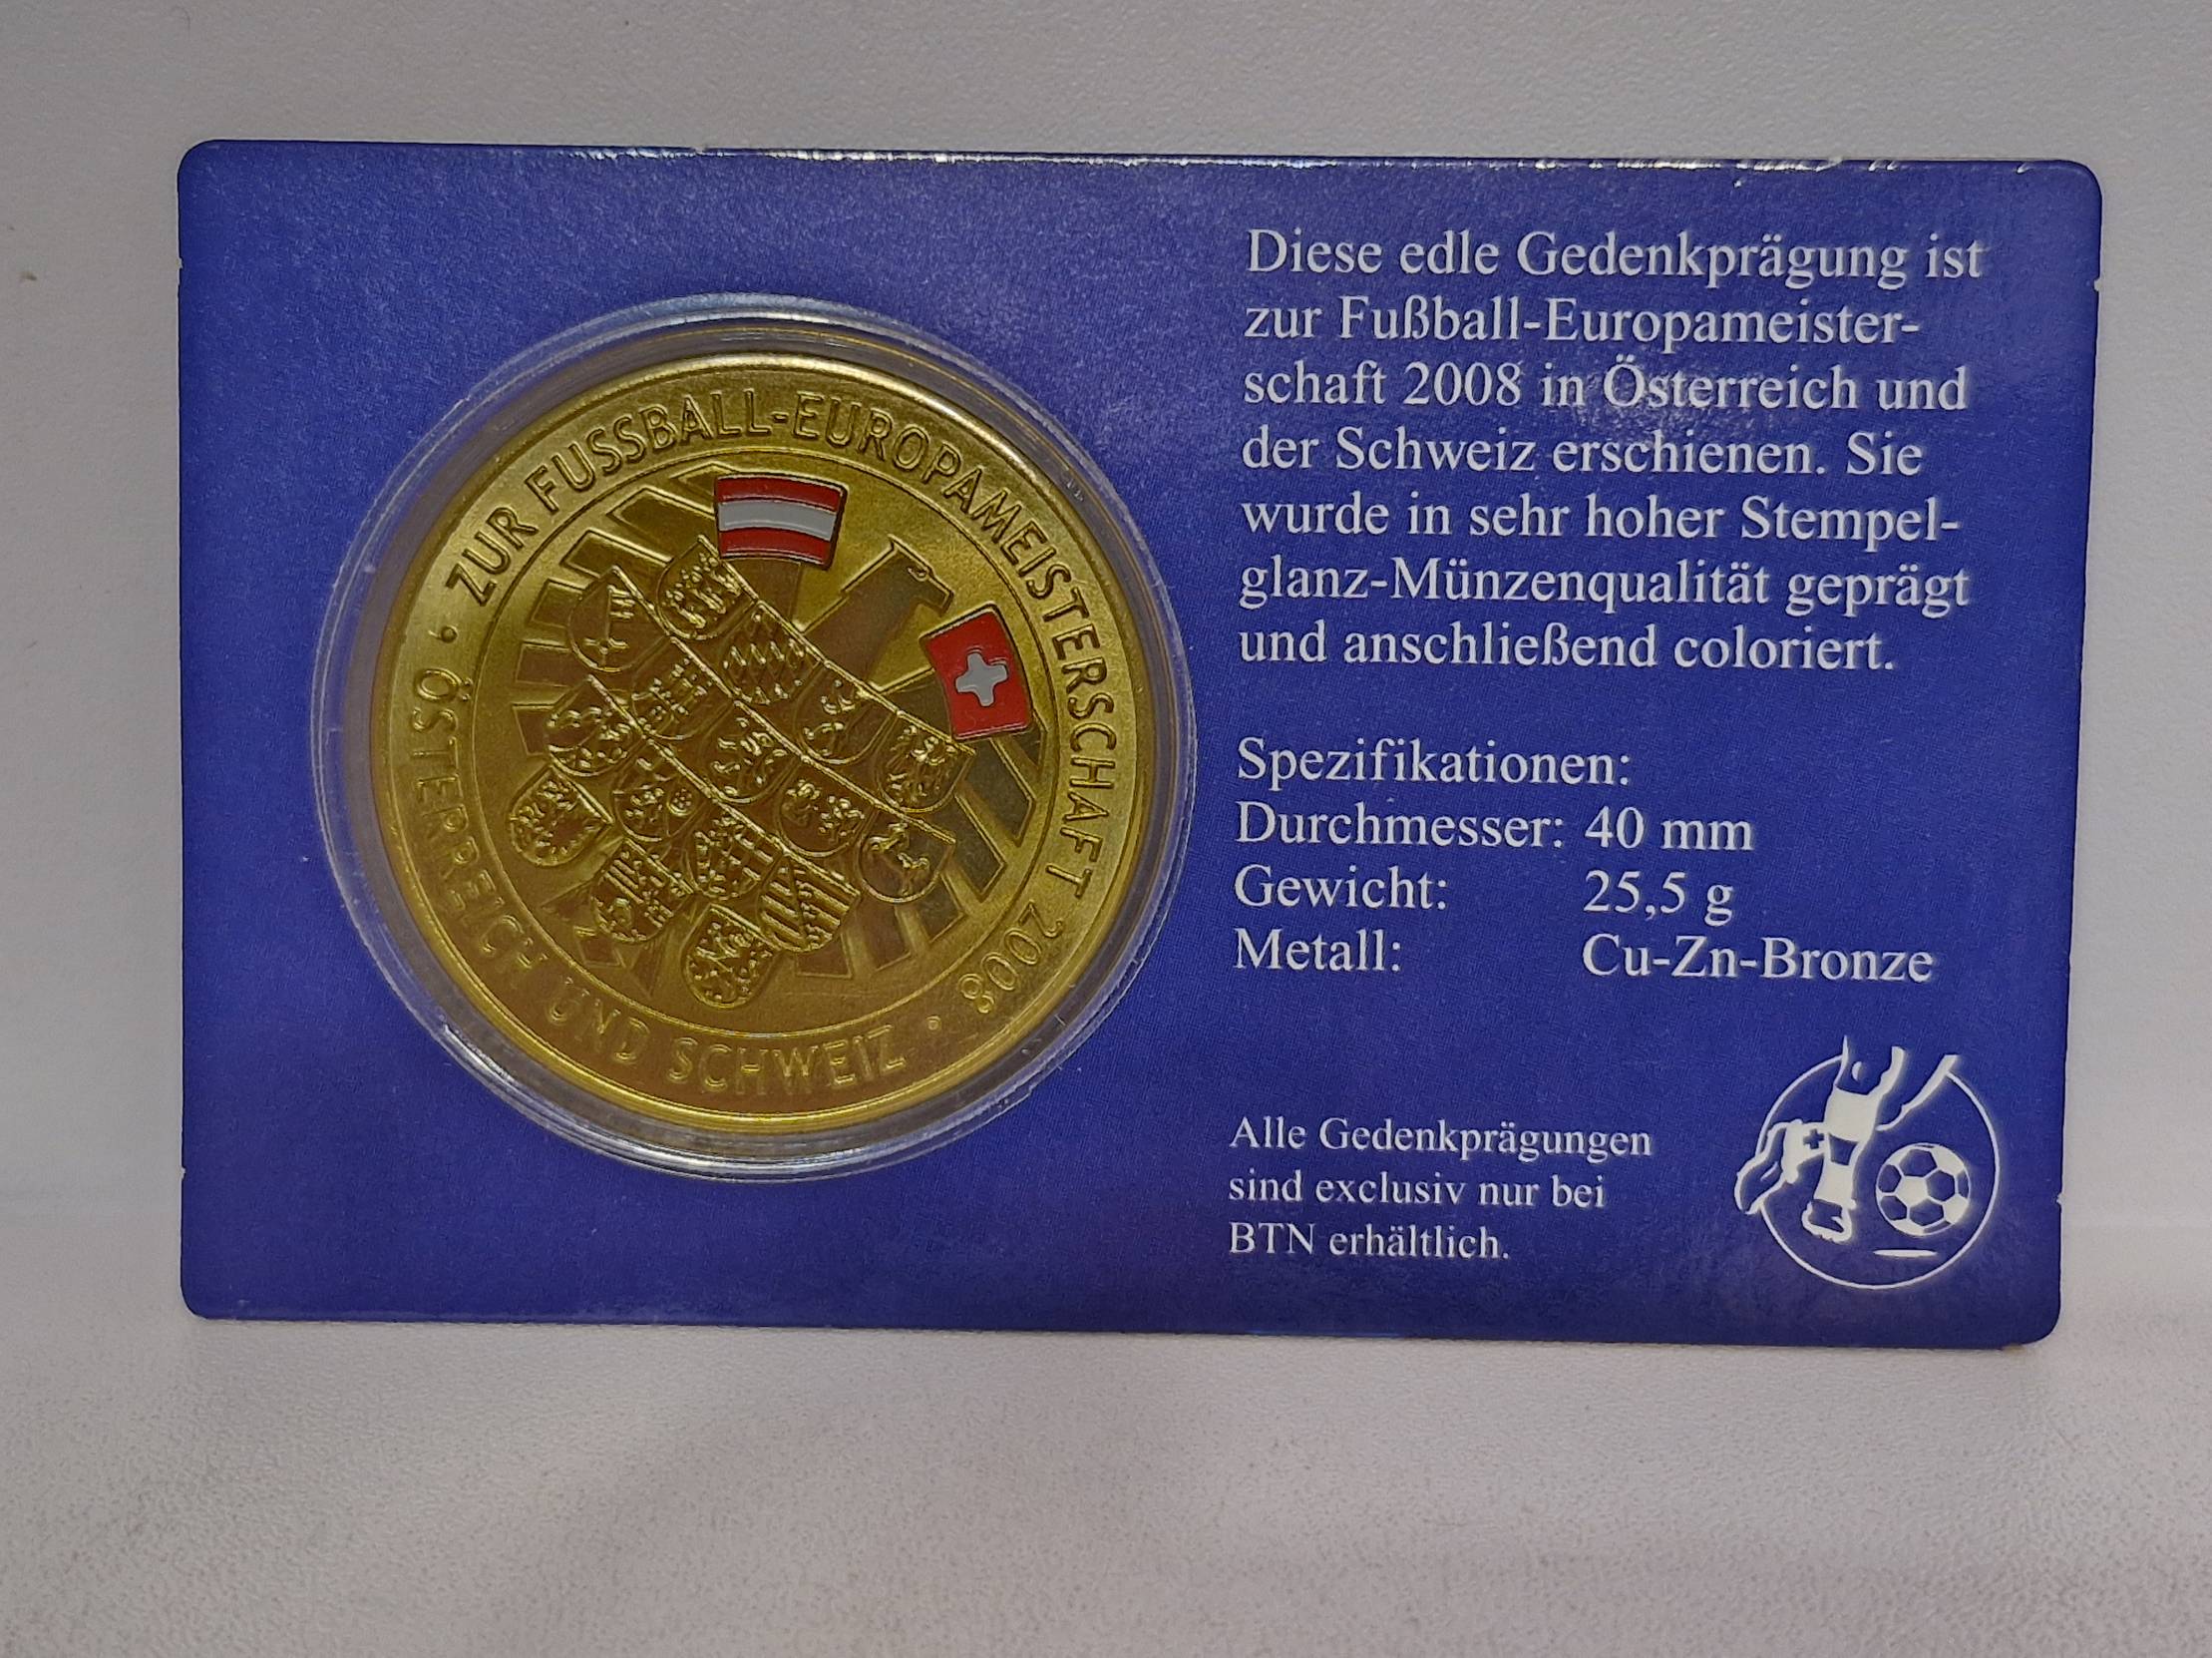 ZUR FUSSBALL-EUROPAMEISTERSCHAFT 2008 •
ÖSTERREICH UND SCHWEIZ •
Diese edle Gedenkprägung ist
zur Fußball-Europameister-
schaft 2008 in Österreich und
der Schweiz erschienen. Sie
wurde in sehr hoher Stempel-
glanz-Münzenqualität geprägt
und anschließend coloriert.
Spezifikationen:
Durchmesser: 40 mm
Gewicht: 25,5 g
Metall: Cu-Zn-Bronze
Alle Gedenkprägungen
sind exclusiv nur bei
BTN erhältlich.